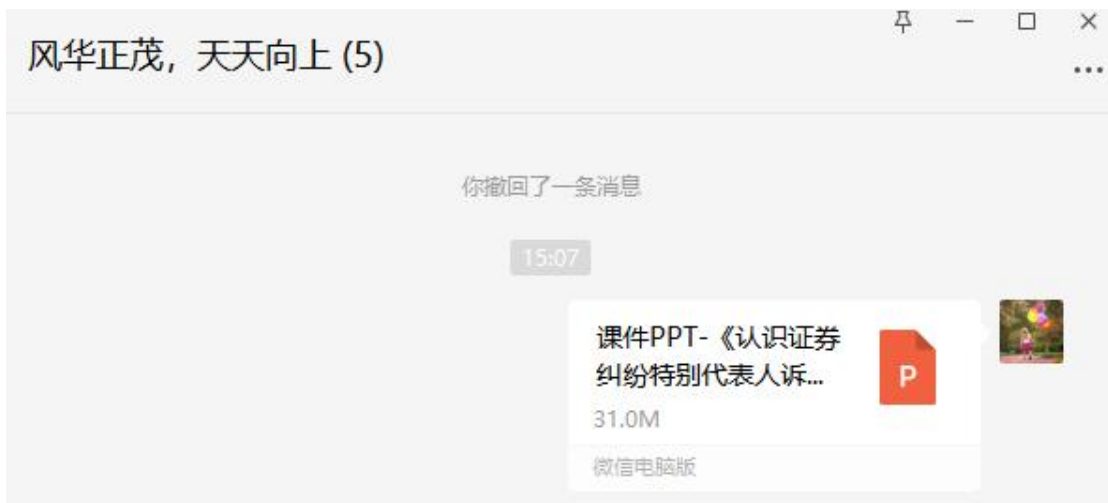 风华正茂，天天向上 (5)
你撤回了一条消息
15:07
课件PPT-《认识证券
纠纷特别代表人诉...
P
31.0M
微信电脑版